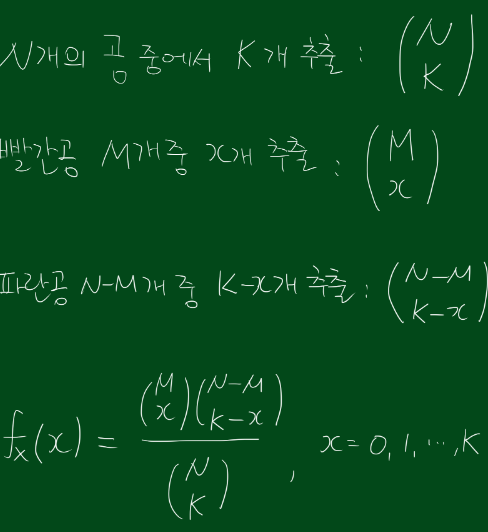 N개의 공 중에서 K개 추출 : (N K)
빨간공 M개중 x개 추출 : (M x)
파란공 N-M개 중 K-x개 추출 : (N-M K-x)
fx(x) = (M x)(N-M K-x) / (N K) , x = 0, 1, ..., K